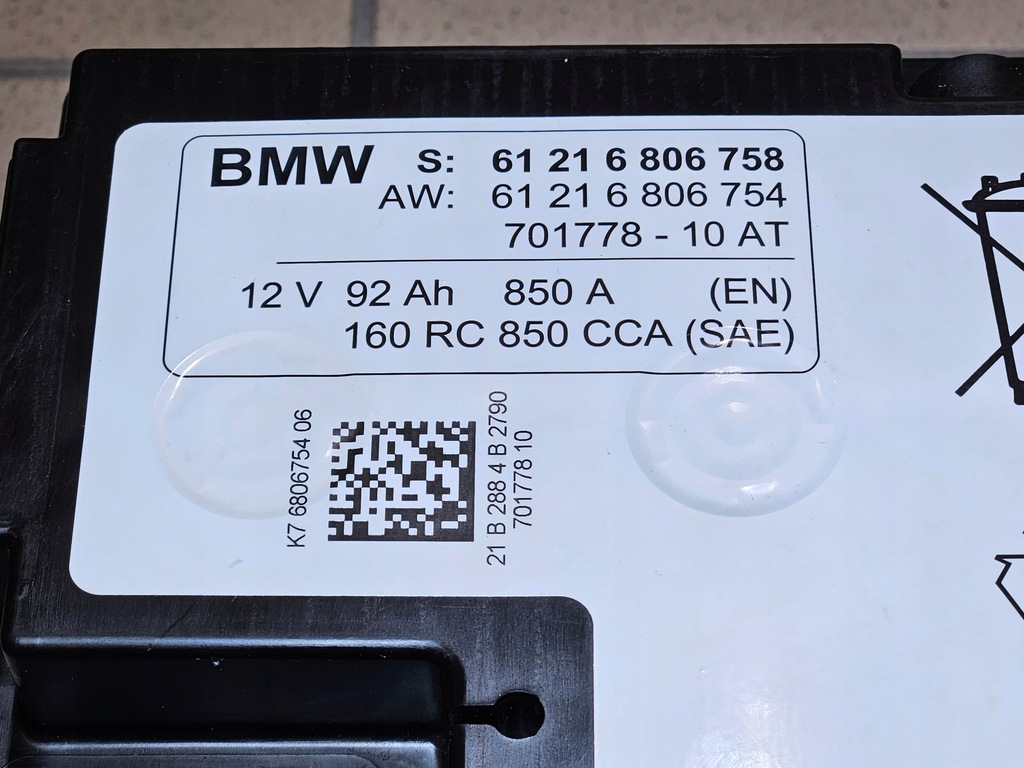 BMW S: 61 21 6 806 758
AW: 61 21 6 806 754
701778 - 10 AT
12 V 92 Ah 850 A (EN)
160 RC 850 CCA (SAE)
K7 6806754 06
21 B 288 4 B 2790
701778 10